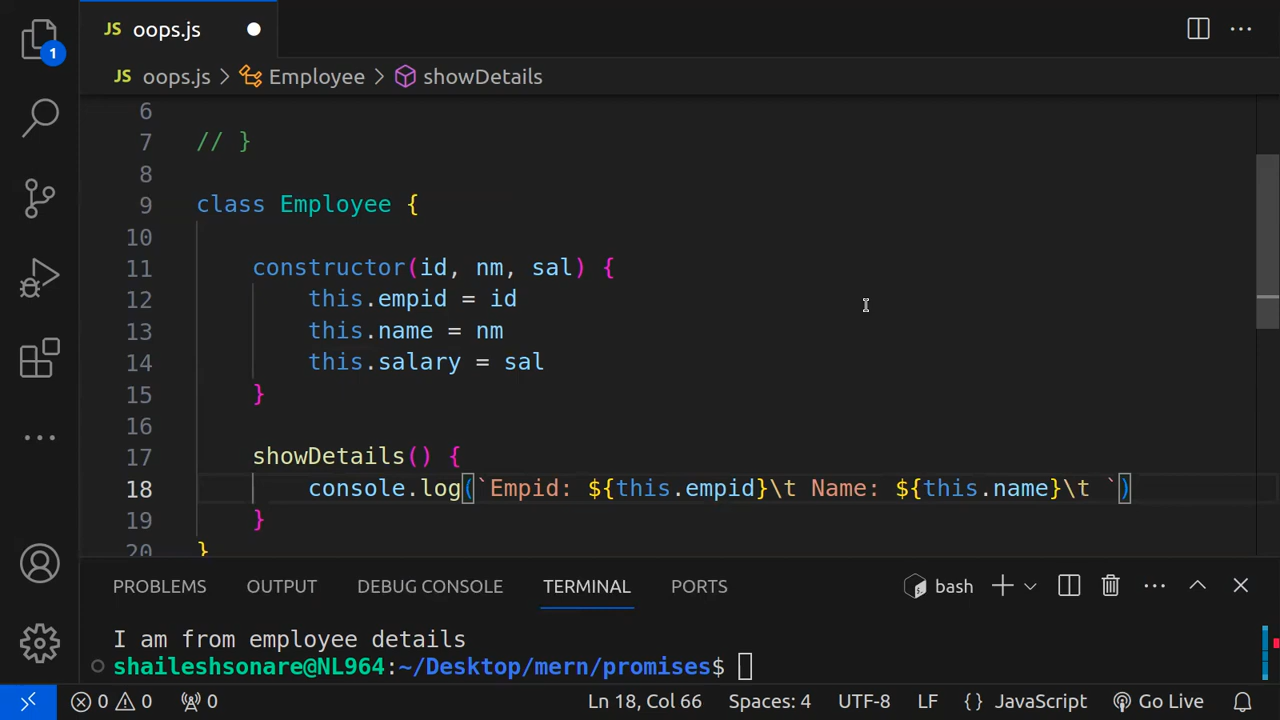 JS oops.js
JS oops.js > Employee > showDetails
1
6
7 // }
8
9 class Employee {
10
11 constructor(id, nm, sal) {
12 this.empid = id
13 this.name = nm
14 this.salary = sal
15 }
16
17 showDetails() {
18 console.log(`Empid: ${this.empid}\t Name: ${this.name}\t `)
19 }
20 }
PROBLEMS OUTPUT DEBUG CONSOLE TERMINAL PORTS bash
I am from employee details
shaileshsonare@NL964:~/Desktop/mern/promises$
0 0 0 Ln 18, Col 66 Spaces: 4 UTF-8 LF {} JavaScript Go Live